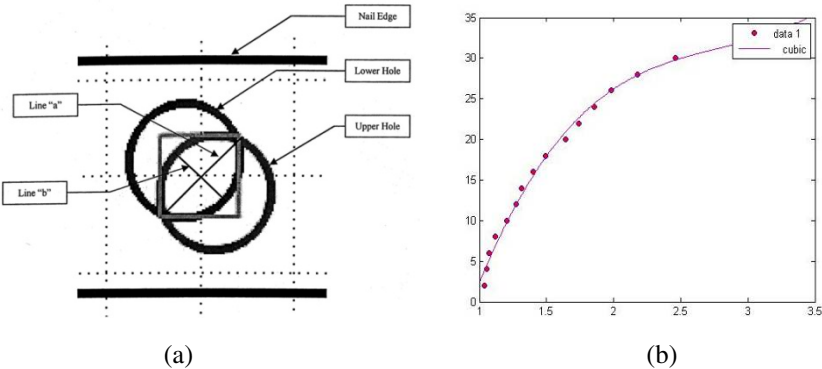 Nail Edge
Lower Hole
Line "a"
Upper Hole
Line "b"
(a)
35
30
25
20
15
10
5
0
1
1.5
2
2.5
3
3.5
data 1
cubic
(b)